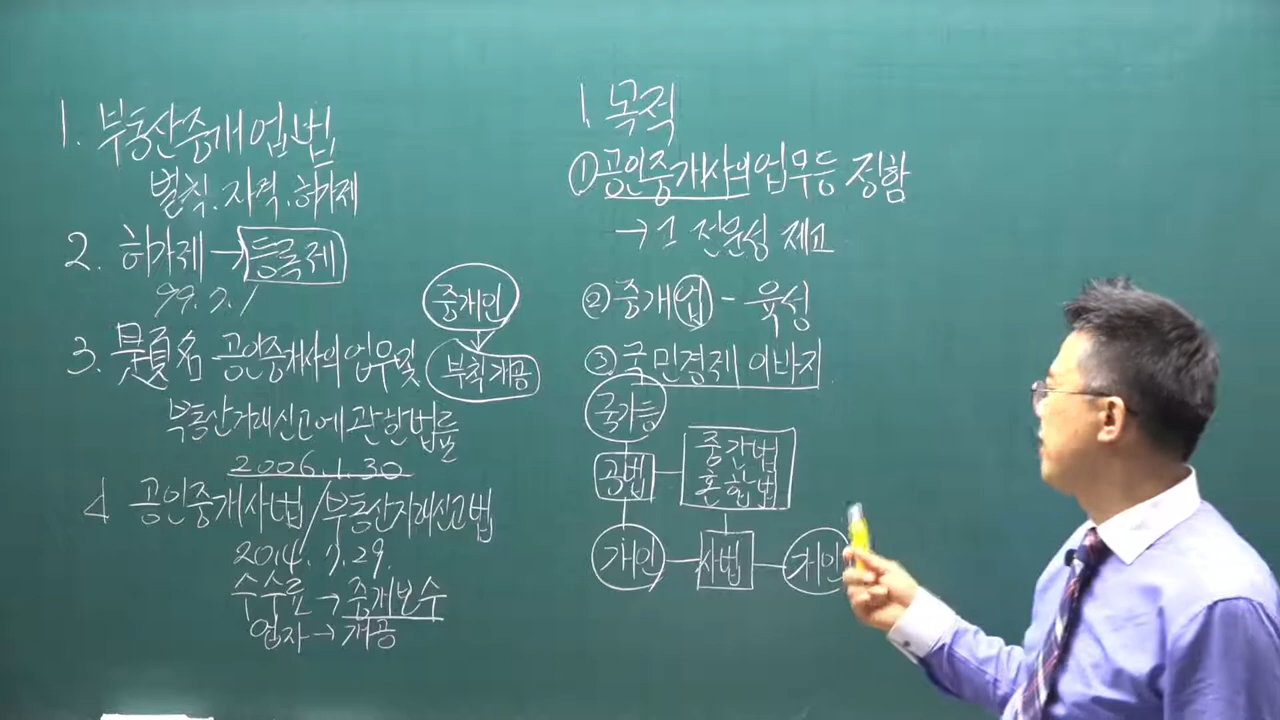 1. 부동산중개업법
벌칙.자격.허가제
2. 허가제→등록제
99.7.1
중개인
3. 題名 공인중개사의 업무 및
부칙개공
부동산거래신고에 관한 법률
2006.1.30
4 공인중개사법/부동산거래신고법
2014.7.29.
수수료→중개보수
업자→개공
1. 목적
①공인중개사의 업무등 정함
→그 전문성 제고
②중개업-육성
③국민경제 이바지
국가등
공법
중간법
혼합법
개인
사법
개인